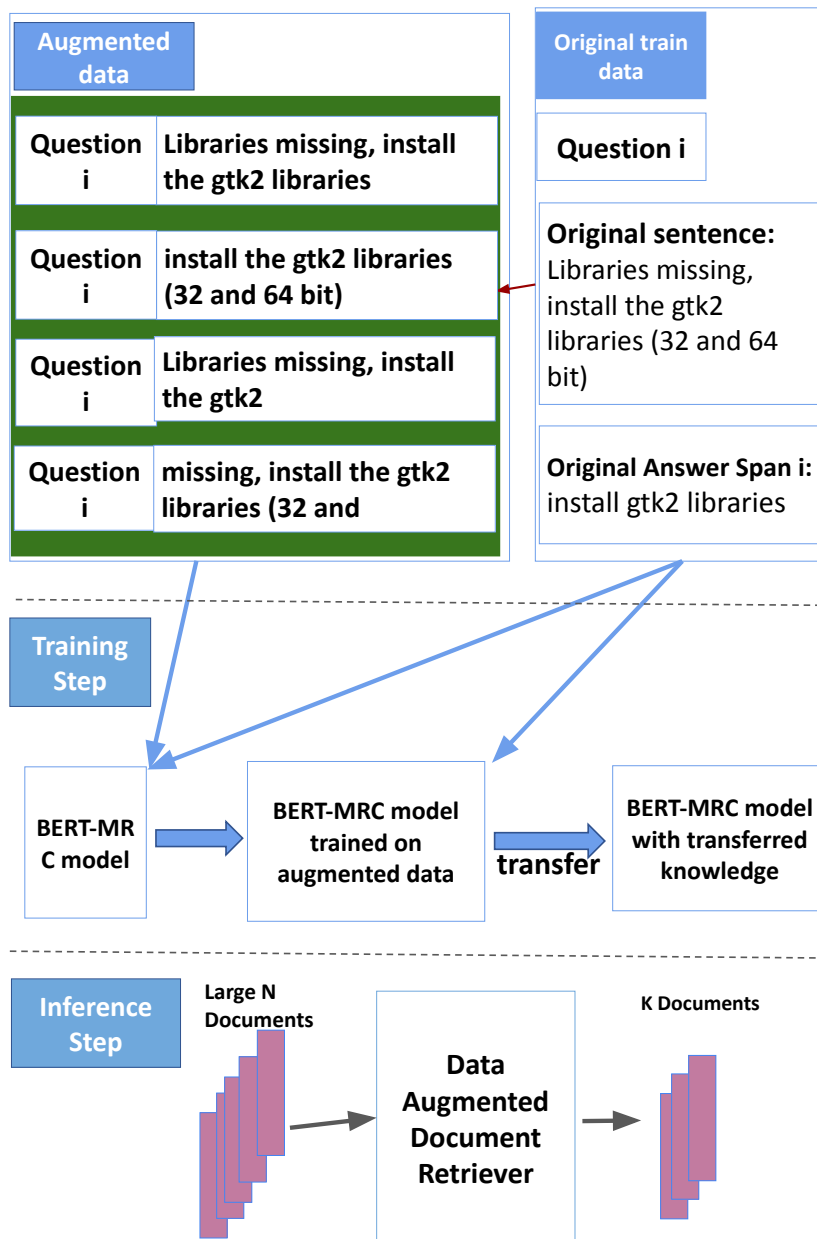 Augmented
data
Question
i
Libraries missing, install
the gtk2 libraries
Question
i
install the gtk2 libraries
(32 and 64 bit)
Question
i
Libraries missing, install
the gtk2
Question
i
missing, install the gtk2
libraries (32 and
Original train
data
Question i
Original sentence:
Libraries missing,
install the gtk2
libraries (32 and 64
bit)
Original Answer Span i:
install gtk2 libraries
Training
Step
BERT-MR
C model
BERT-MRC model
trained on
augmented data
transfer
BERT-MRC model
with transferred
knowledge
Inference
Step
Large N
Documents
Data
Augmented
Document
Retriever
K Documents